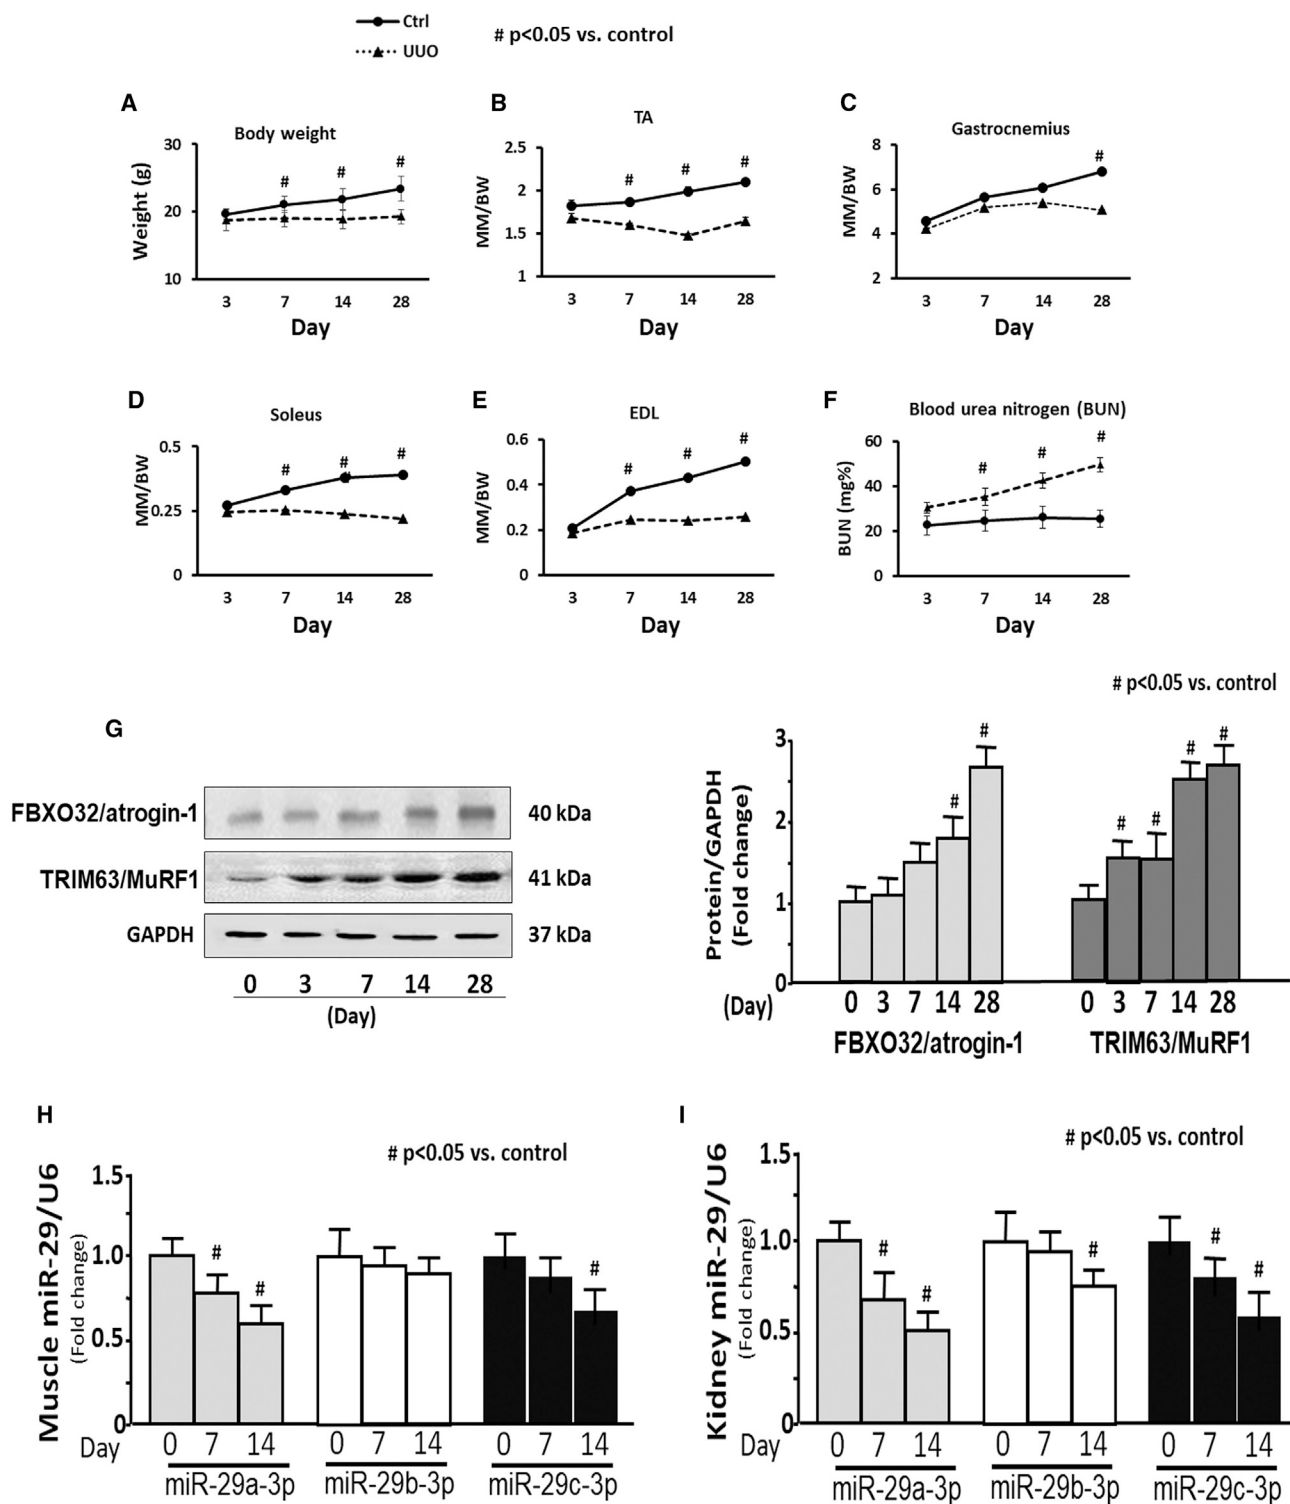 Ctrl
UUO
# p<0.05 vs. control
A
Body weight
Weight (g)
30
20
10
# # #
3 7 14 28
Day
B
TA
MM/BW
2.5
2
1.5
1
# # #
3 7 14 28
Day
C
Gastrocnemius
MM/BW
8
6
4
2
#
3 7 14 28
Day
D
Soleus
MM/BW
0.5
0.25
0
# # #
3 7 14 28
Day
E
EDL
MM/BW
0.6
0.4
0.2
0
# # #
3 7 14 28
Day
F
Blood urea nitrogen (BUN)
BUN (mg%)
60
40
20
0
# # #
3 7 14 28
Day
G
FBXO32/atrogin-1 40 kDa
TRIM63/MuRF1 41 kDa
GAPDH 37 kDa
0 3 7 14 28
(Day)
# p<0.05 vs. control
Protein/GAPDH
(Fold change)
3
2
1
0
# # # # # #
(Day) 0 3 7 14 28 0 3 7 14 28
FBXO32/atrogin-1 TRIM63/MuRF1
H
# p<0.05 vs. control
Muscle miR-29/U6
(Fold change)
1.5
1.0
0.5
0
# # #
Day 0 7 14 0 7 14 0 7 14
miR-29a-3p miR-29b-3p miR-29c-3p
I
# p<0.05 vs. control
Kidney miR-29/U6
(Fold change)
1.5
1.0
0.5
0
# # # # #
Day 0 7 14 0 7 14 0 7 14
miR-29a-3p miR-29b-3p miR-29c-3p